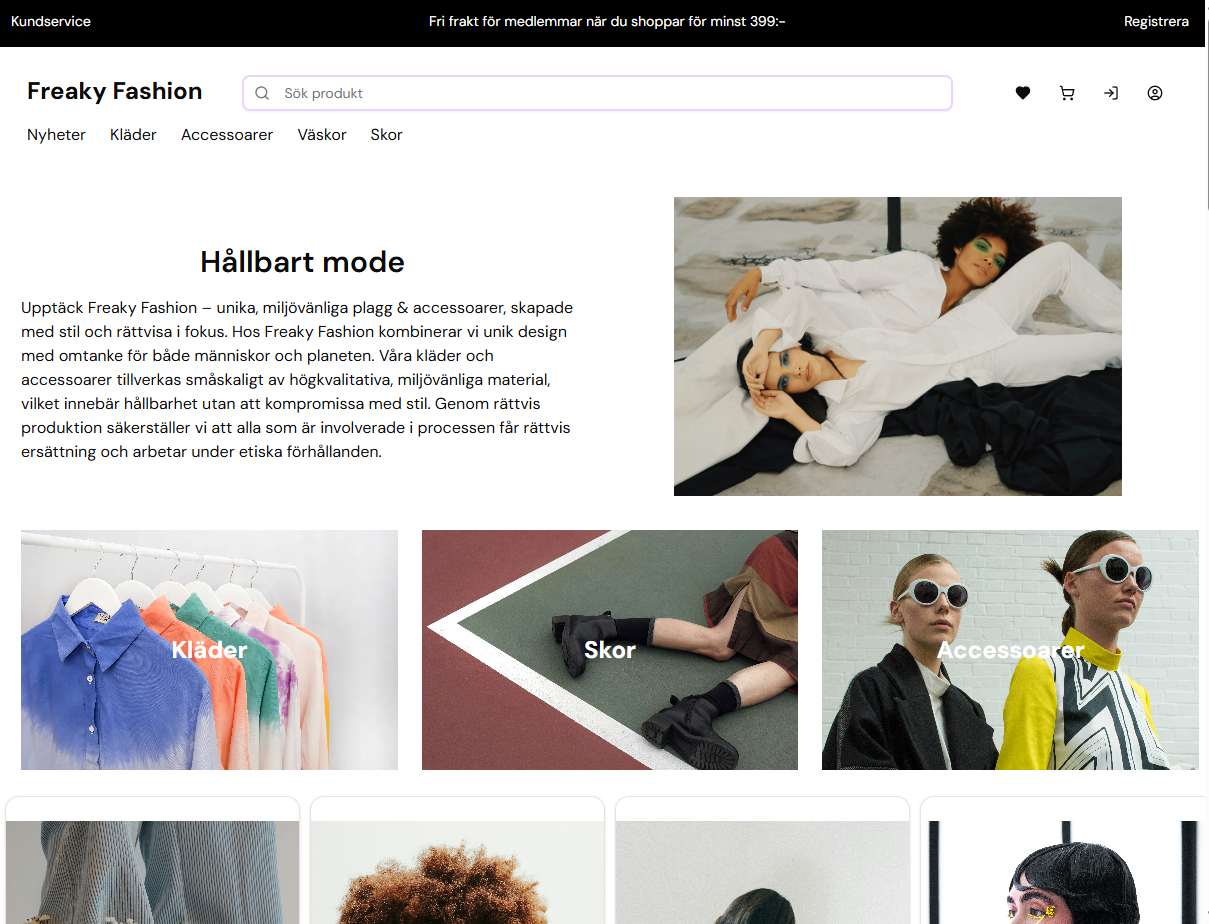 Kundservice
Fri frakt för medlemmar när du shoppar för minst 399:-
Registrera
Freaky Fashion
Sök produkt
Nyheter
Kläder
Accessoarer
Väskor
Skor
Hållbart mode
Upptäck Freaky Fashion – unika, miljövänliga plagg & accessoarer, skapade
med stil och rättvisa i fokus. Hos Freaky Fashion kombinerar vi unik design
med omtanke för både människor och planeten. Våra kläder och
accessoarer tillverkas småskaligt av högkvalitativa, miljövänliga material,
vilket innebär hållbarhet utan att kompromissa med stil. Genom rättvis
produktion säkerställer vi att alla som är involverade i processen får rättvis
ersättning och arbetar under etiska förhållanden.
Kläder
Skor
Accessoarer